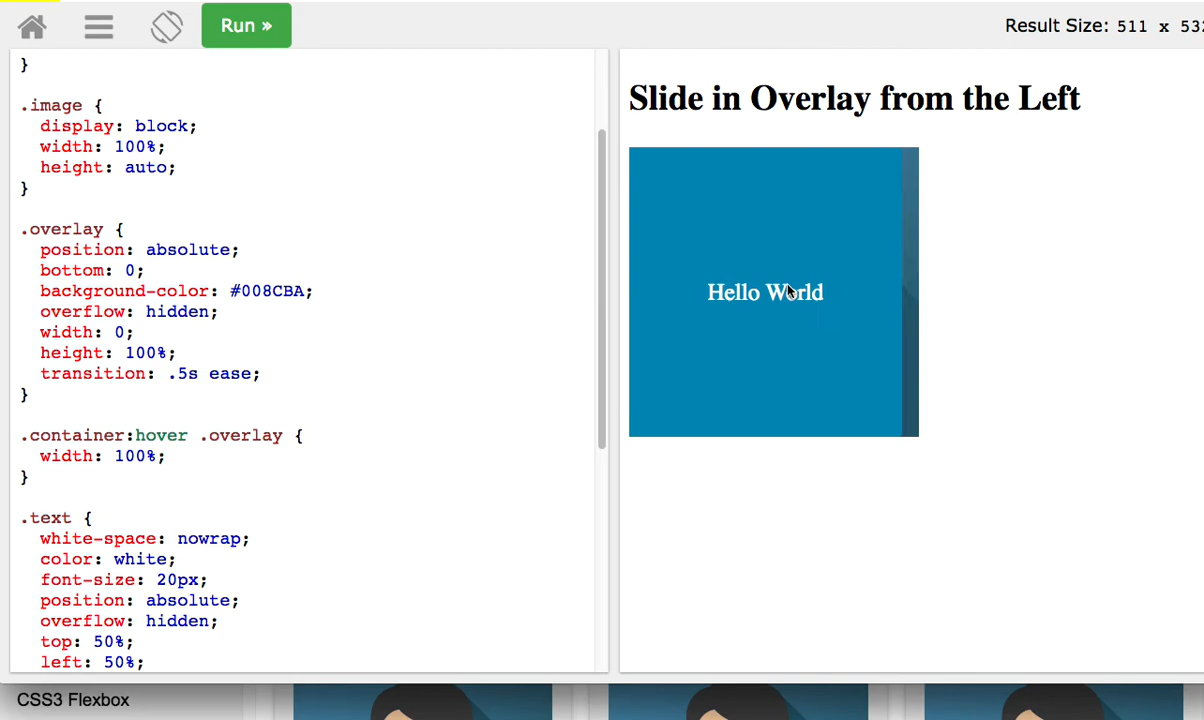 Run »
Result Size: 511 x 532
}
.image {
display: block;
width: 100%;
height: auto;
}
.overlay {
position: absolute;
bottom: 0;
background-color: #008CBA;
overflow: hidden;
width: 0;
height: 100%;
transition: .5s ease;
}
.container:hover .overlay {
width: 100%;
}
.text {
white-space: nowrap;
color: white;
font-size: 20px;
position: absolute;
overflow: hidden;
top: 50%;
left: 50%;
Slide in Overlay from the Left
Hello World
CSS3 Flexbox